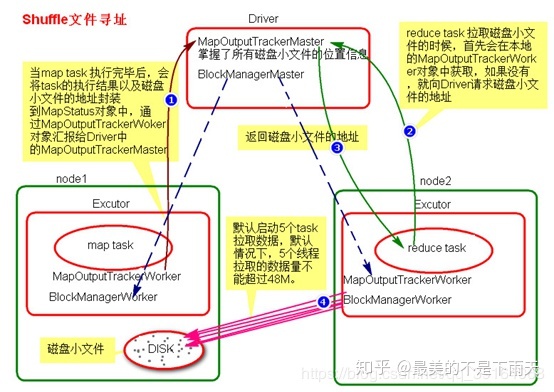 Shuffle文件寻址
Driver
MapOutputTrackerMaster
掌握了所有磁盘小文件的位置信息
BlockManagerMaster
reduce task 拉取磁盘小文
件的时候，首先会在本地
的MapOutputTrackerWork
er对象中获取，如果没有
，就向Driver请求磁盘小文
件的地址
当map task 执行完毕后，会
将task的执行结果以及磁盘
小文件的地址封装
到MapStatus对象中，通
过MapOutputTrackerWoker
对象汇报给Driver中
的MapOutputTrackerMaster
1
2
返回磁盘小文件的地址
3
node1
Excutor
map task
MapOutputTrackerWorker
BlockManagerWorker
磁盘小文件
DISK
默认启动5个task
拉取数据，默认
情况下，5个线程
拉取的数据量不
能超过48M。
4
node2
Excutor
reduce task
MapOutputTrackerWorker
BlockManagerWorker
知乎 @最美的不是下雨天